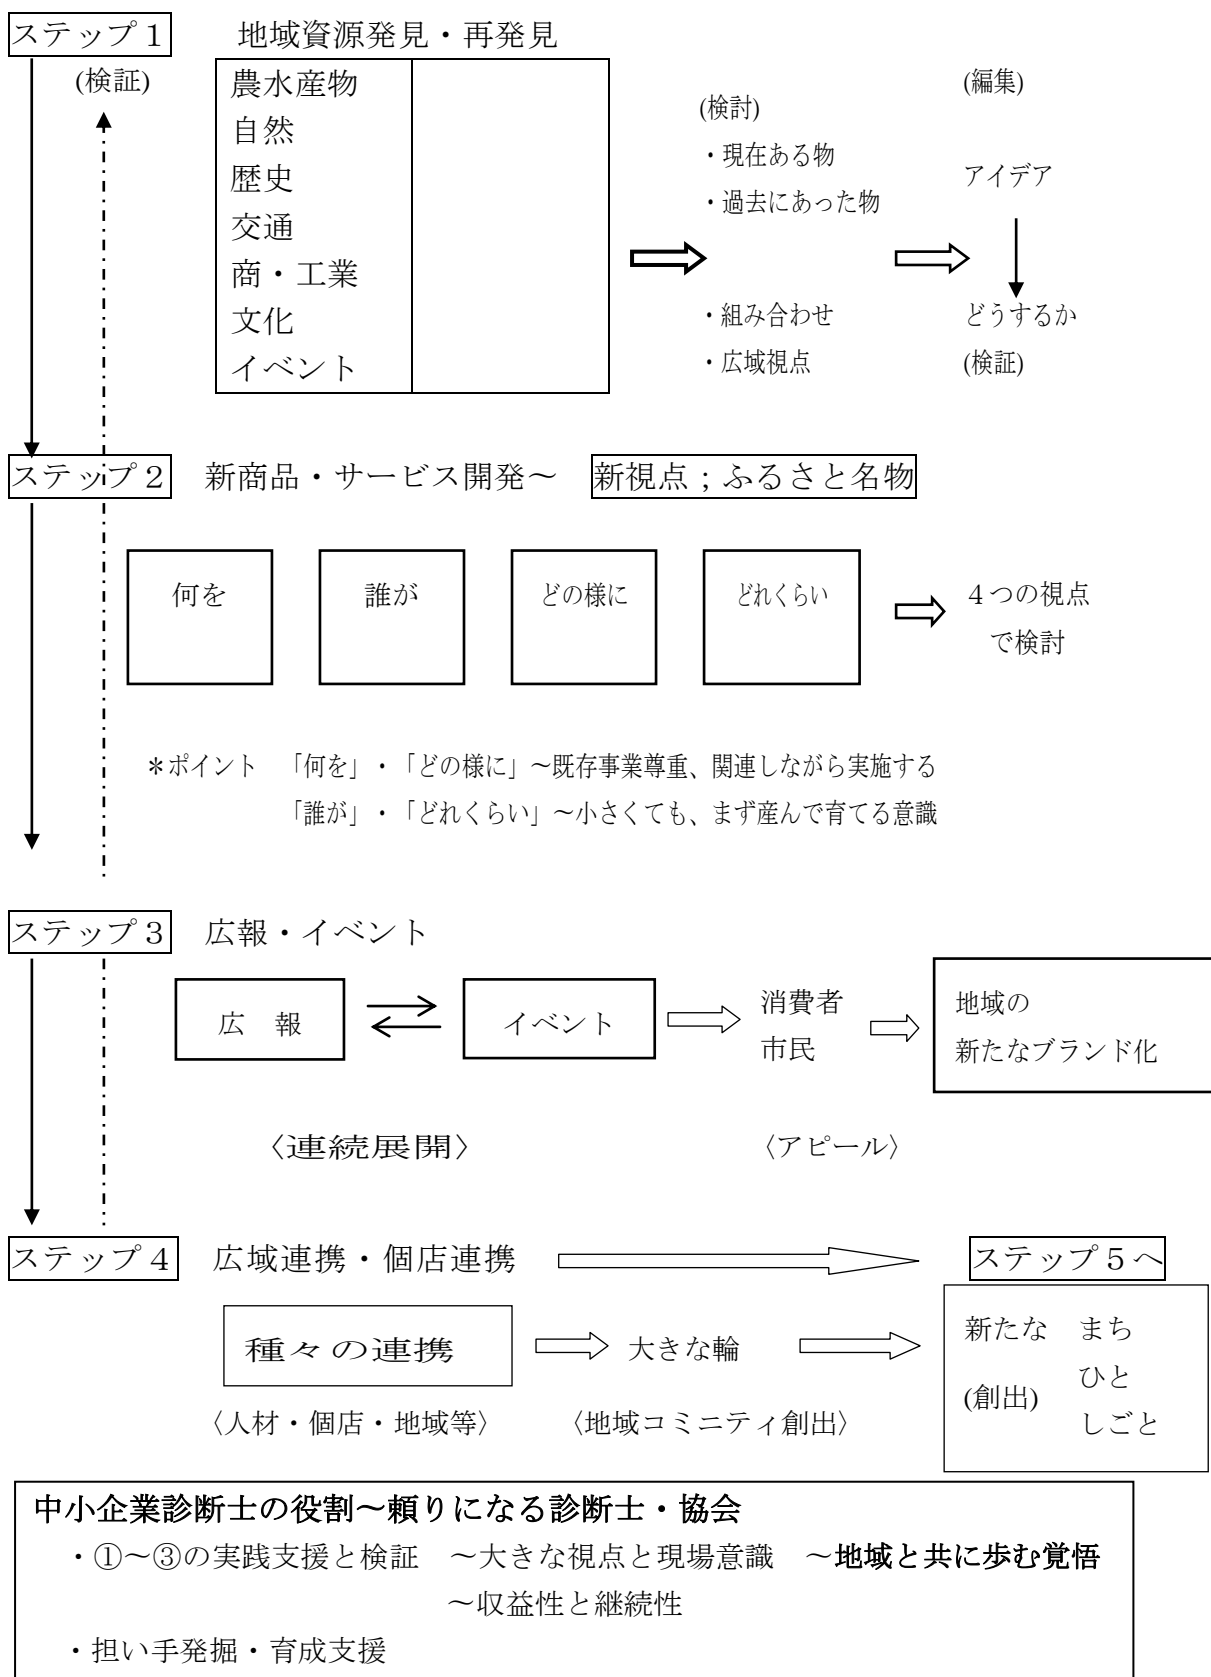 ステップ１　地域資源発見・再発見
(検証)
農水産物
自然
歴史
交通
商・工業
文化
イベント
(検討)
・現在ある物
・過去にあった物
・組み合わせ
・広域視点
(編集)
アイデア
どうするか
(検証)
ステップ２　新商品・サービス開発～　新視点；ふるさと名物
何を　誰が　どの様に　どれくらい　４つの視点
で検討
＊ポイント　「何を」・「どの様に」～既存事業尊重、関連しながら実施する
「誰が」・「どれくらい」～小さくても、まず産んで育てる意識
ステップ３　広報・イベント
広　報　イベント
消費者
市民
地域の
新たなブランド化
〈連続展開〉　〈アピール〉
ステップ４　広域連携・個店連携　ステップ５へ
種々の連携　大きな輪
新たな　まち
(創出)　ひと
しごと
〈人材・個店・地域等〉　〈地域コミニティ創出〉
中小企業診断士の役割～頼りになる診断士・協会
・①～③の実践支援と検証　～大きな視点と現場意識　～地域と共に歩む覚悟
～収益性と継続性
・担い手発掘・育成支援